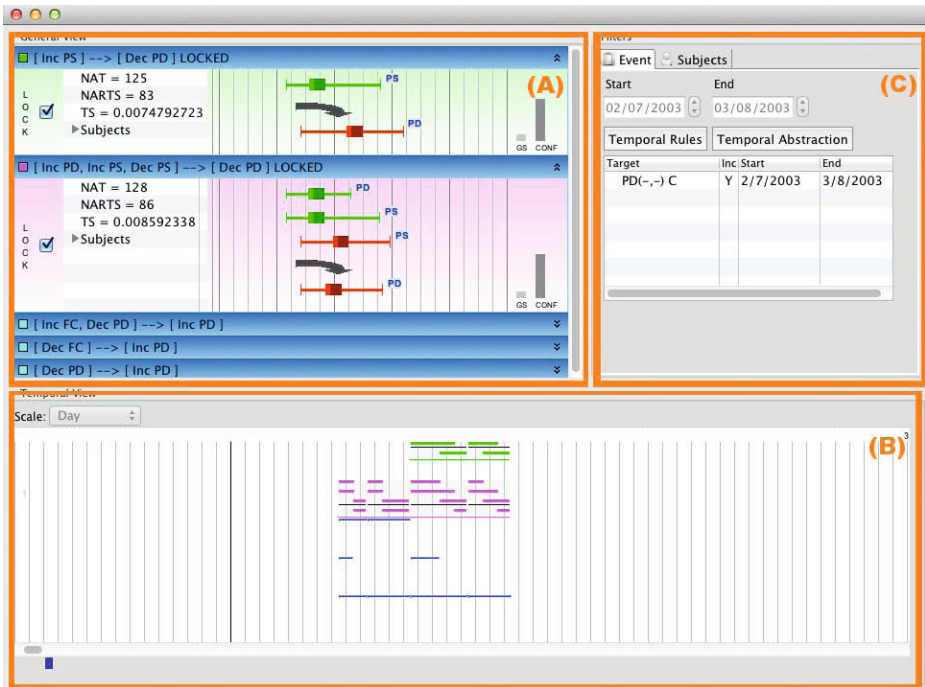 General View
[ Inc PS ] --> [ Dec PD ] LOCKED
NAT = 125
NARTS = 83
TS = 0.0074792723
Subjects
L
O
C
K
PS
PD
GS CONF
(A)
[ Inc PD, Inc PS, Dec PS ] --> [ Dec PD ] LOCKED
NAT = 128
NARTS = 86
TS = 0.008592338
Subjects
L
O
C
K
PD
PS
PS
PD
GS CONF
[ Inc FC, Dec PD ] --> [ Inc PD ]
[ Dec FC ] --> [ Inc PD ]
[ Dec PD ] --> [ Inc PD ]
Filters
Event Subjects
(C)
Start End
02/07/2003 03/08/2003
Temporal Rules Temporal Abstraction
Target Inc Start End
PD(-,-) C Y 2/7/2003 3/8/2003
Temporal View
Scale: Day
3
(B)